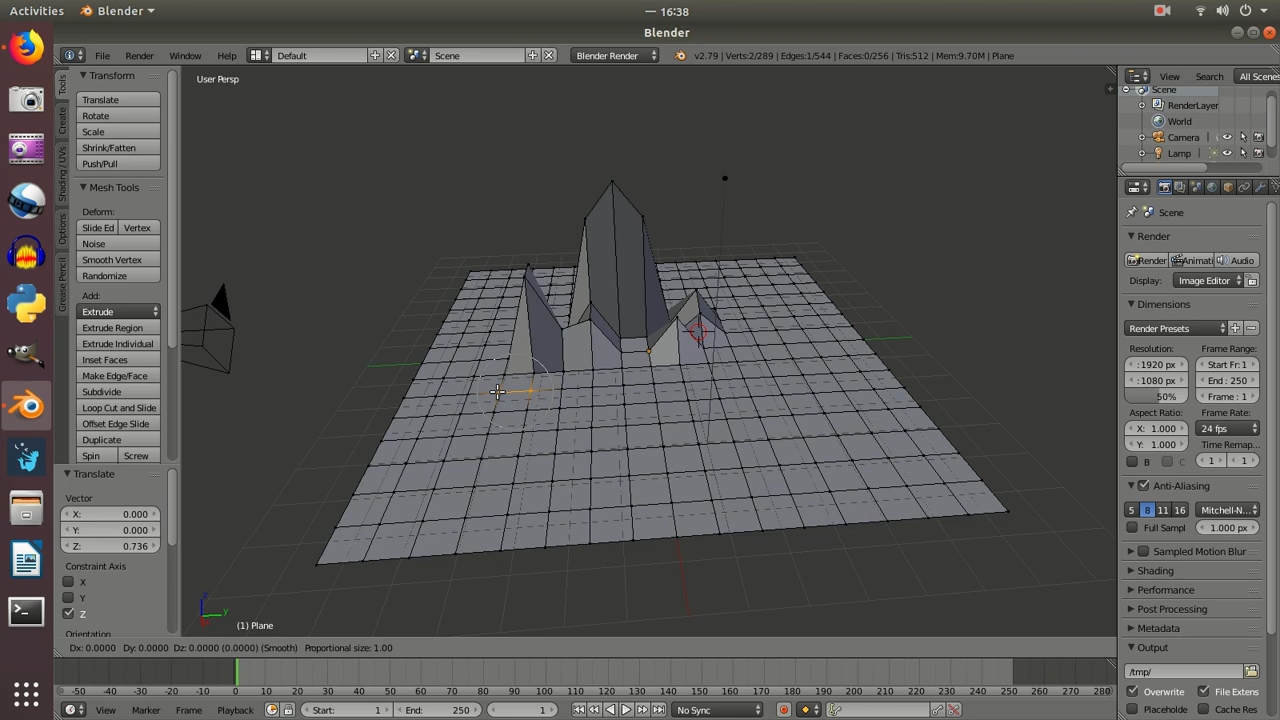 Activities Blender 16:38
Blender
File Render Window Help Default Scene Blender Render v2.79 | Verts:2/289 | Edges:1/544 | Faces:0/256 | Tris:512 | Mem:9.70M | Plane
View Search All Scenes
Tools
Create
Shading / UVs
Options
Grease Pencil
Transform
Translate
Rotate
Scale
Shrink/Fatten
Push/Pull
Mesh Tools
Deform:
Slide Ed Vertex
Noise
Smooth Vertex
Randomize
Add:
Extrude
Extrude Region
Extrude Individual
Inset Faces
Make Edge/Face
Subdivide
Loop Cut and Slide
Offset Edge Slide
Duplicate
Spin Screw
Translate
Vector
X: 0.000
Y: 0.000
Z: 0.736
Constraint Axis
X
Y
Z
Orientation
User Persp
z
y
(1) Plane
Dx: 0.0000 Dy: 0.0000 Dz: 0.0000 (0.0000) (Smooth) Proportional size: 1.00
Scene
RenderLayer
World
Camera
Lamp
Scene
Render
Render Animati Audio
Display: Image Editor
Dimensions
Render Presets
Resolution: Frame Range:
1920 px Start Fr: 1
1080 px End : 250
50% Frame : 1
Aspect Ratio: Frame Rate:
X: 1.000 24 fps
Y: 1.000 Time Remap...
B C 1 1
Anti-Aliasing
5 8 11 16 Mitchell-N...
Full Sampl 1.000 px
Sampled Motion Blur
Shading
Performance
Post Processing
Metadata
Output
/tmp/
Overwrite File Extens
Placeholde Cache Res
-50 -40 -30 -20 -10 0 10 20 30 40 50 60 70 80 90 100 110 120 130 140 150 160 170 180 190 200 210 220 230 240 250 260 270 280
View Marker Frame Playback Start: 1 End: 250 1 No Sync